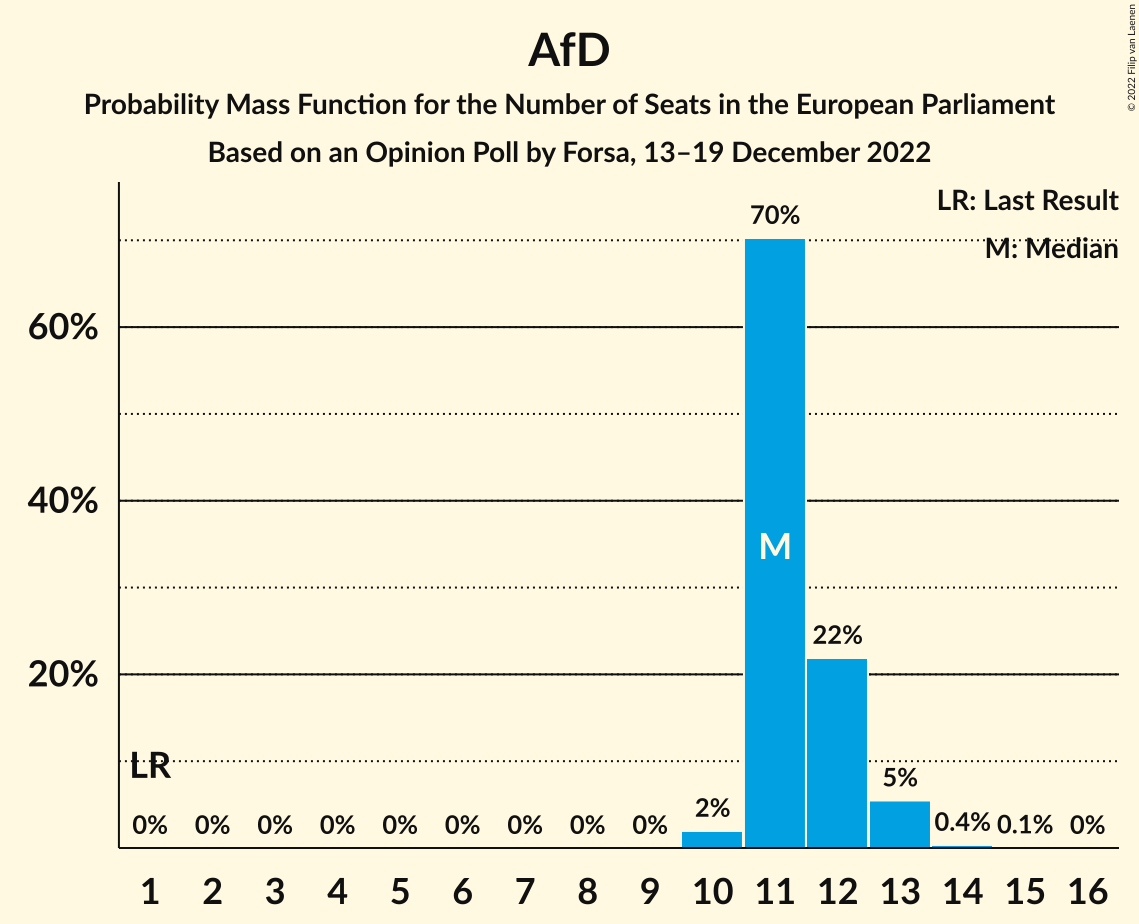 AfD
Probability Mass Function for the Number of Seats in the European Parliament
Based on an Opinion Poll by Forsa, 13–19 December 2022
© 2022 Filip van Laenen
LR: Last Result
M: Median
70%
60%
40%
M
22%
20%
LR
5%
2%
0% 0% 0% 0% 0% 0% 0% 0% 0% 0.4% 0.1% 0%
1 2 3 4 5 6 7 8 9 10 11 12 13 14 15 16